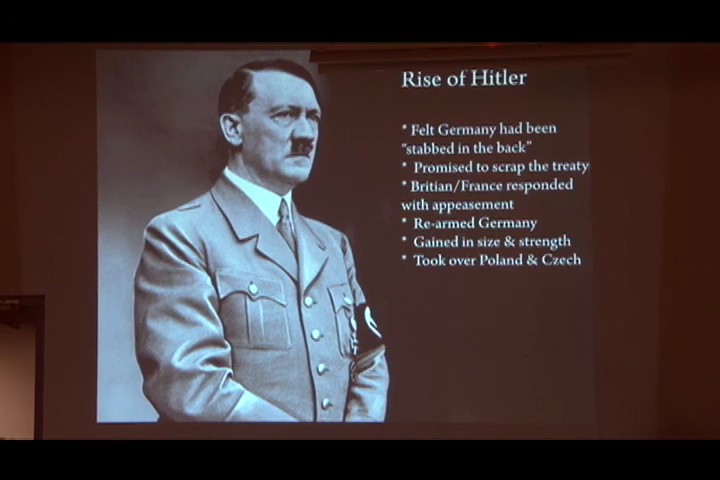 Rise of Hitler
* Felt Germany had been
"stabbed in the back"
* Promised to scrap the treaty
* Britian/France responded
with appeasement
* Re-armed Germany
* Gained in size & strength
* Took over Poland & Czech